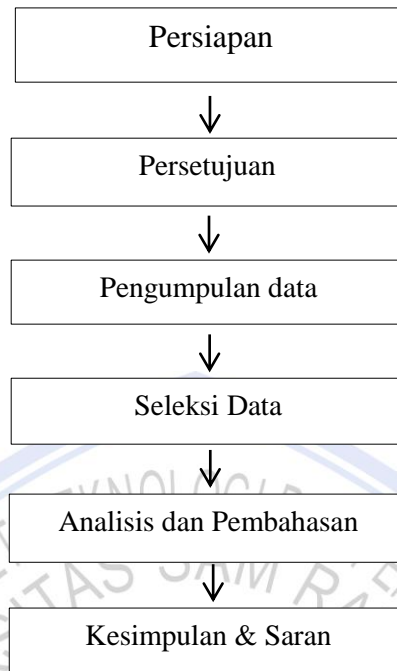 Persiapan
Persetujuan
Pengumpulan data
Seleksi Data
Analisis dan Pembahasan
Kesimpulan & Saran